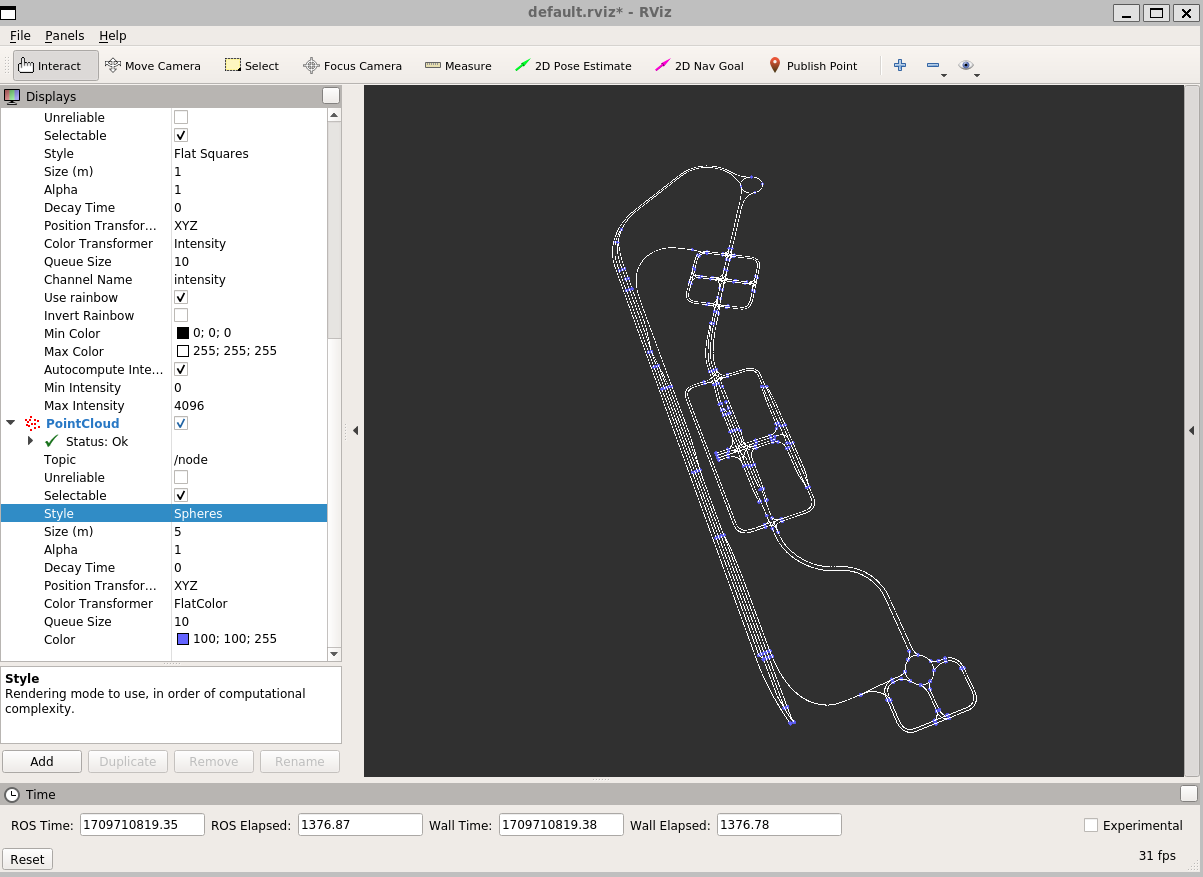 default.rviz* - RViz
File Panels Help
Interact Move Camera Select Focus Camera Measure 2D Pose Estimate 2D Nav Goal Publish Point
Displays
Unreliable
Selectable
Style Flat Squares
Size (m) 1
Alpha 1
Decay Time 0
Position Transfor... XYZ
Color Transformer Intensity
Queue Size 10
Channel Name intensity
Use rainbow
Invert Rainbow
Min Color 0; 0; 0
Max Color 255; 255; 255
Autocompute Inte...
Min Intensity 0
Max Intensity 4096
PointCloud
Status: Ok
Topic /node
Unreliable
Selectable
Style Spheres
Size (m) 5
Alpha 1
Decay Time 0
Position Transfor... XYZ
Color Transformer FlatColor
Queue Size 10
Color 100; 100; 255
Style
Rendering mode to use, in order of computational
complexity.
Add Duplicate Remove Rename
Time
ROS Time: 1709710819.35 ROS Elapsed: 1376.87 Wall Time: 1709710819.38 Wall Elapsed: 1376.78 Experimental
Reset 31 fps